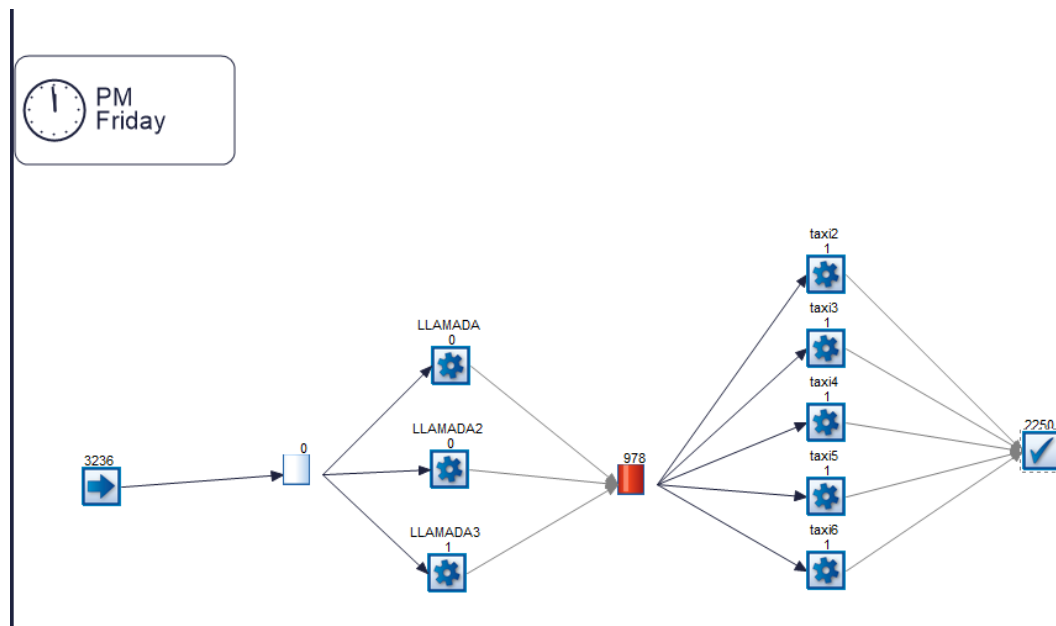 PM
Friday
3236
0
LLAMADA
0
LLAMADA2
0
LLAMADA3
1
978
taxi2
1
taxi3
1
taxi4
1
taxi5
1
taxi6
1
2250